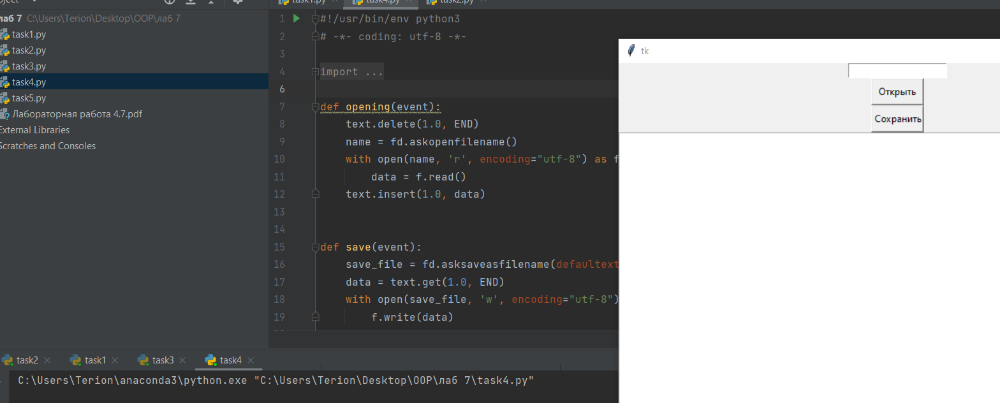 task1.py task4.py task2.py
лаб 7 C:\Users\Terion\Desktop\OOP\лаб 7
task1.py
task2.py
task3.py
task4.py
task5.py
Лабораторная работа 4.7.pdf
External Libraries
Scratches and Consoles
1 #!/usr/bin/env python3
2 # -*- coding: utf-8 -*-
3
4 import ...
6
7 def opening(event):
8 text.delete(1.0, END)
9 name = fd.askopenfilename()
10 with open(name, 'r', encoding="utf-8") as f
11 data = f.read()
12 text.insert(1.0, data)
13
14
15 def save(event):
16 save_file = fd.asksaveasfilename(defaultext
17 data = text.get(1.0, END)
18 with open(save_file, 'w', encoding="utf-8")
19 f.write(data)
tk
Открыть
Сохранить
task2 task1 task3 task4
C:\Users\Terion\anaconda3\python.exe "C:\Users\Terion\Desktop\OOP\лаб 7\task4.py"